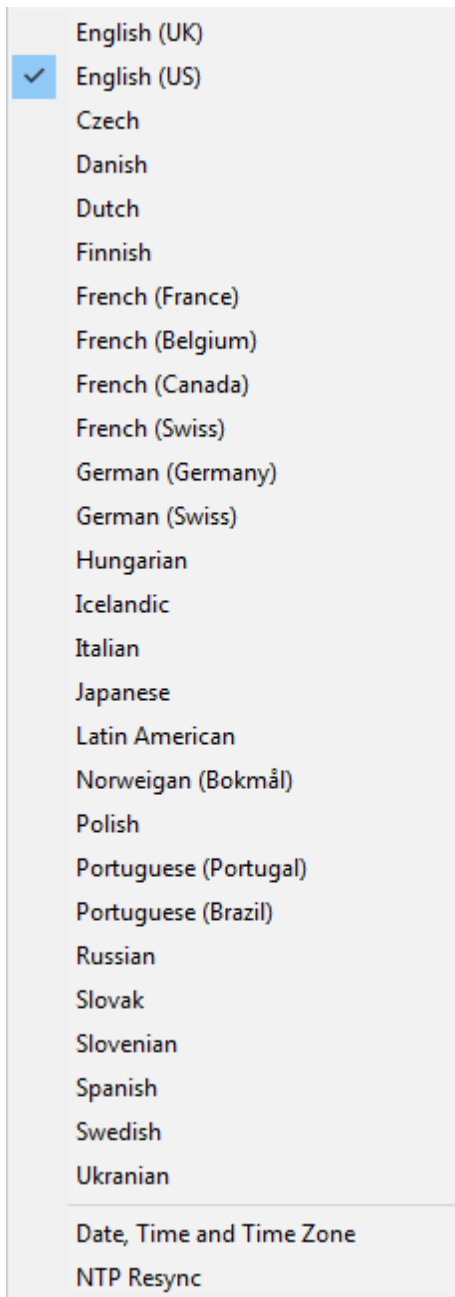 English (UK)
English (US)
Czech
Danish
Dutch
Finnish
French (France)
French (Belgium)
French (Canada)
French (Swiss)
German (Germany)
German (Swiss)
Hungarian
Icelandic
Italian
Japanese
Latin American
Norweigan (Bokmål)
Polish
Portuguese (Portugal)
Portuguese (Brazil)
Russian
Slovak
Slovenian
Spanish
Swedish
Ukranian
Date, Time and Time Zone
NTP Resync